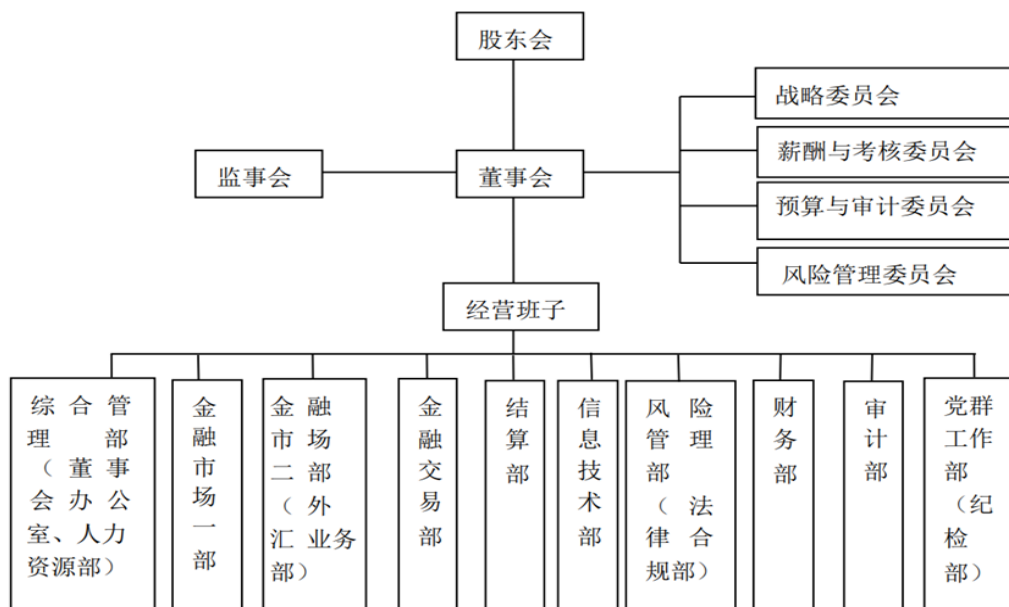 股东会
战略委员会
薪酬与考核委员会
监事会
董事会
预算与审计委员会
风险管理委员会
经营班子
综合管
理部
（董事
会办公
室、人力
资源部）
金融市场一部
金融
市场
二部
（外
汇业务
部）
金融交易部
结算部
信息技术部
风险
管理
部
（法
律合
规部）
财务部
审计部
党群
工作
部
（纪
检
部）